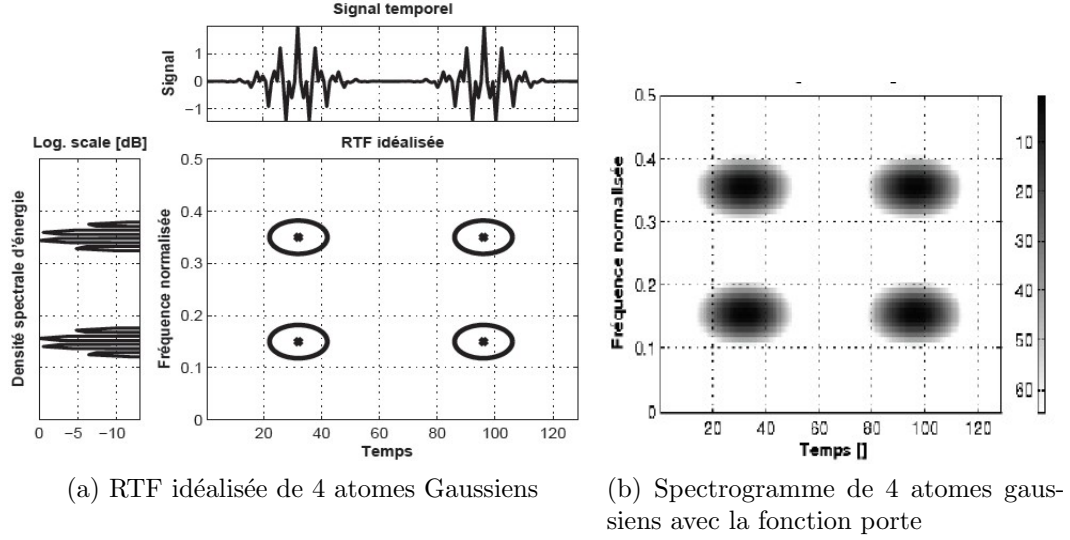 Signal temporel
Signal
1
0
−1
Log. scale [dB]
RTF idéalisée
Densité spectrale d'énergie
0 −5 −10
Fréquence normalisée
0.5
0.4
0.3
0.2
0.1
0
20 40 60 80 100 120
Temps
(a) RTF idéalisée de 4 atomes Gaussiens
Fréquence normalisée
0.5
0.4
0.3
0.2
0.1
0
20 40 60 80 100 120
Temps []
10
20
30
40
50
60
(b) Spectrogramme de 4 atomes gaus-
siens avec la fonction porte